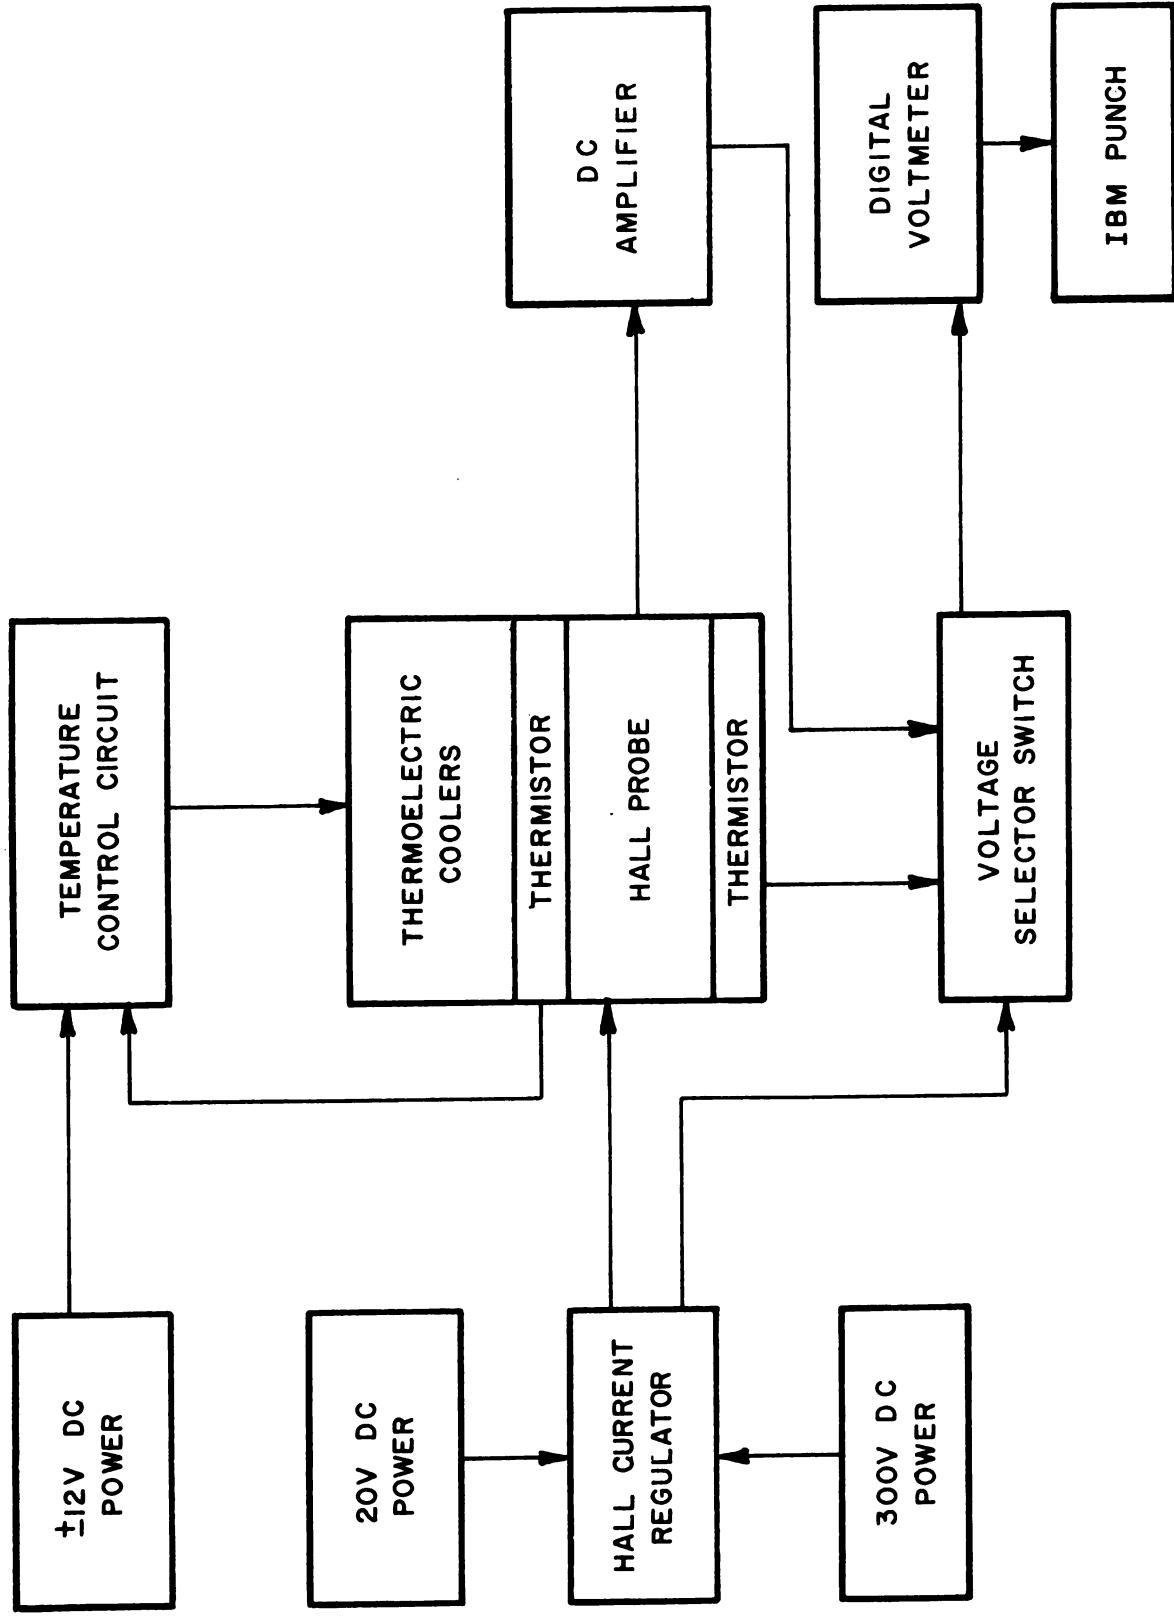 ±12V DC
POWER
TEMPERATURE
CONTROL CIRCUIT
20V DC
POWER
THERMOELECTRIC
COOLERS
THERMISTOR
HALL PROBE
THERMISTOR
DC
AMPLIFIER
HALL CURRENT
REGULATOR
300V DC
POWER
VOLTAGE
SELECTOR SWITCH
DIGITAL
VOLTMETER
IBM PUNCH